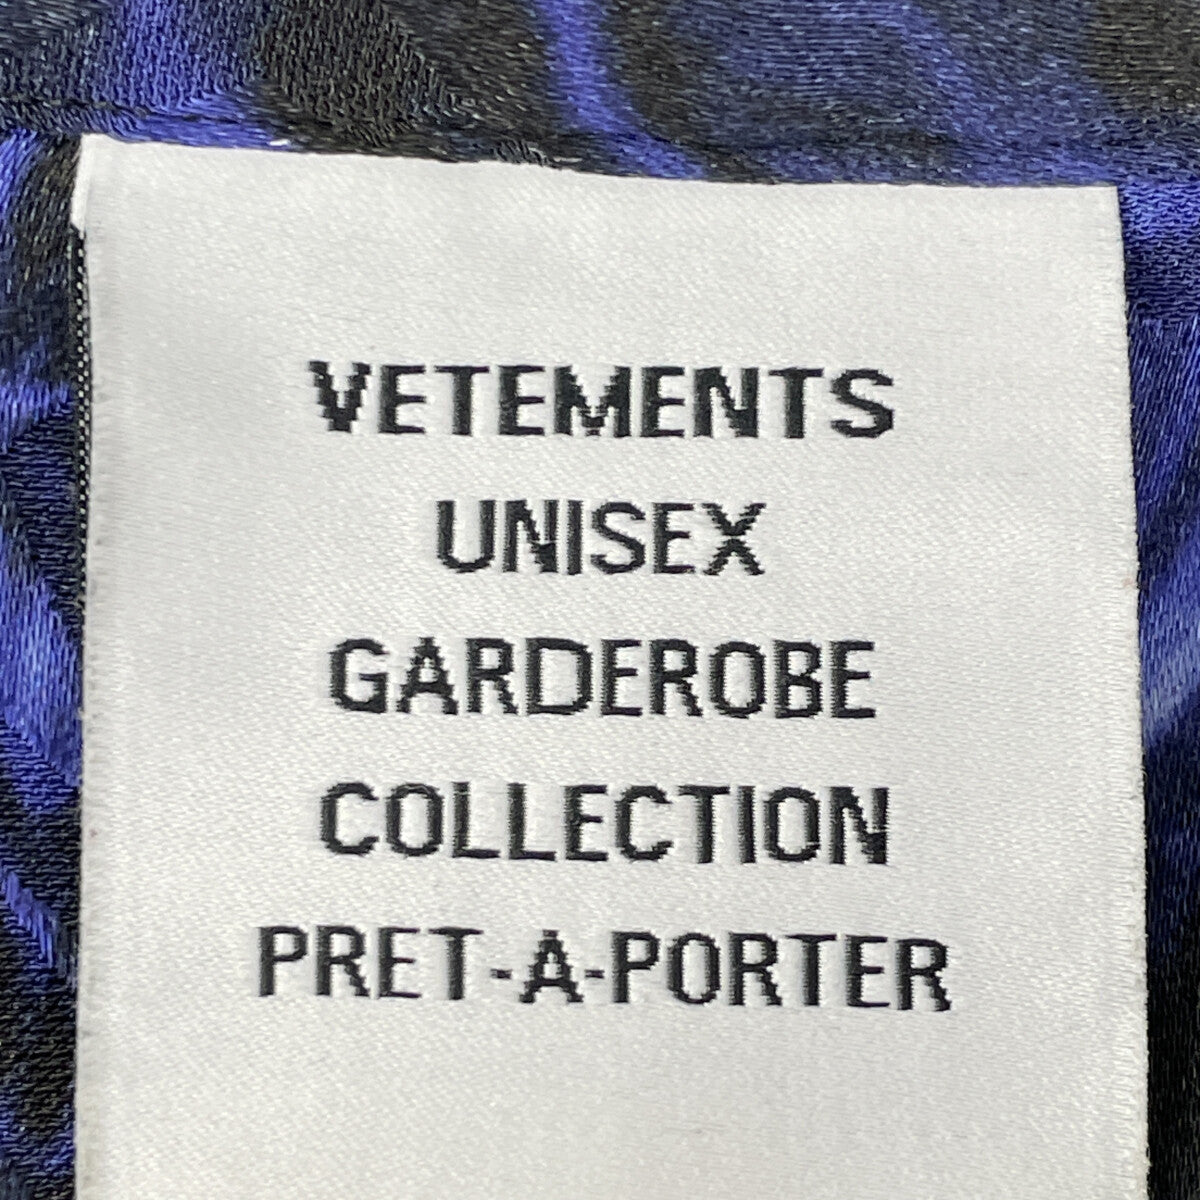 VETEMENTS
UNISEX
GARDEROBE
COLLECTION
PRET-A-PORTER